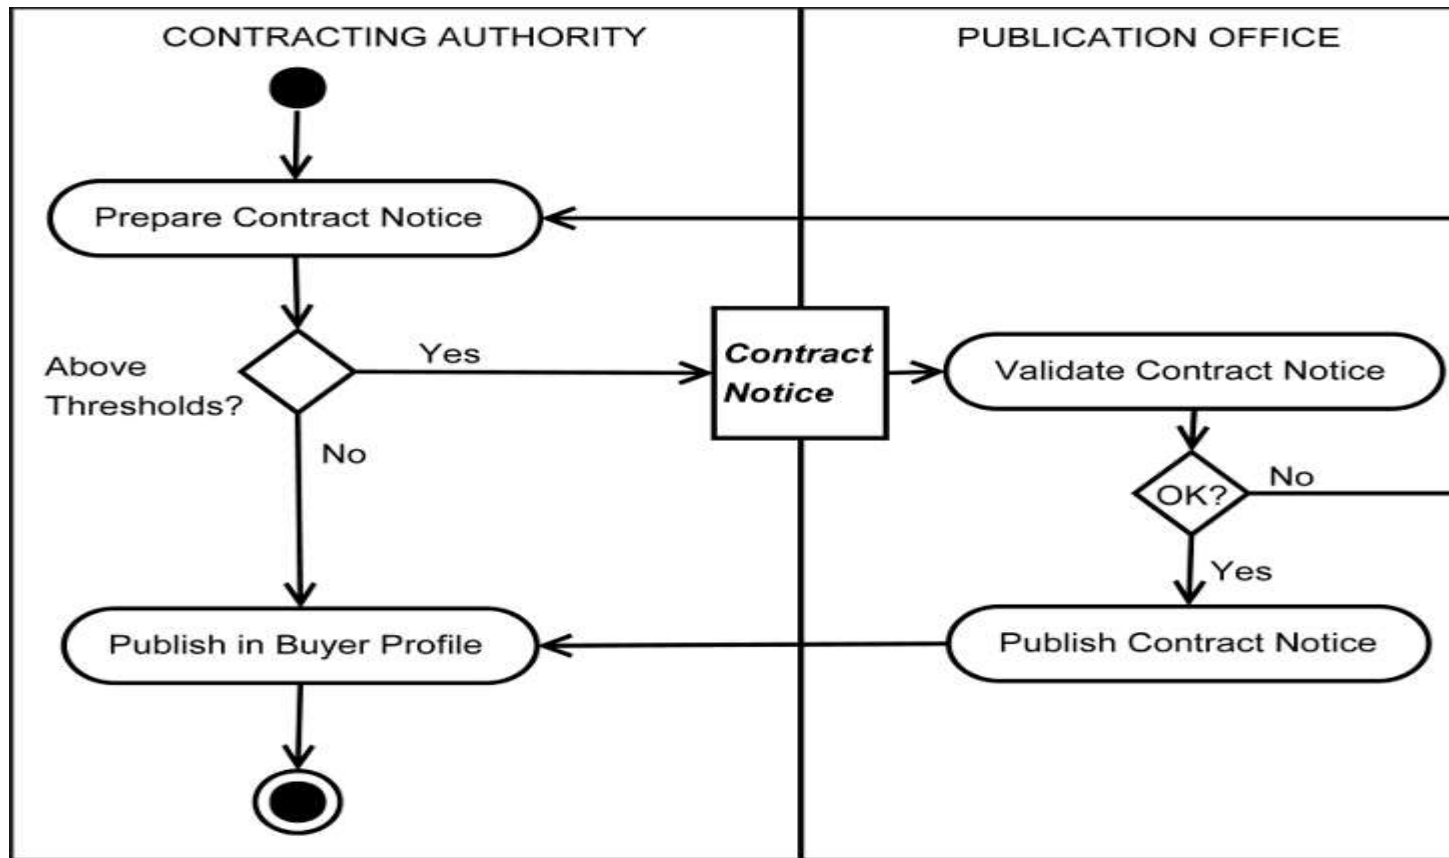 CONTRACTING AUTHORITY
PUBLICATION OFFICE
Prepare Contract Notice
Above
Thresholds?
Yes
No
Contract
Notice
Validate Contract Notice
OK?
No
Yes
Publish in Buyer Profile
Publish Contract Notice